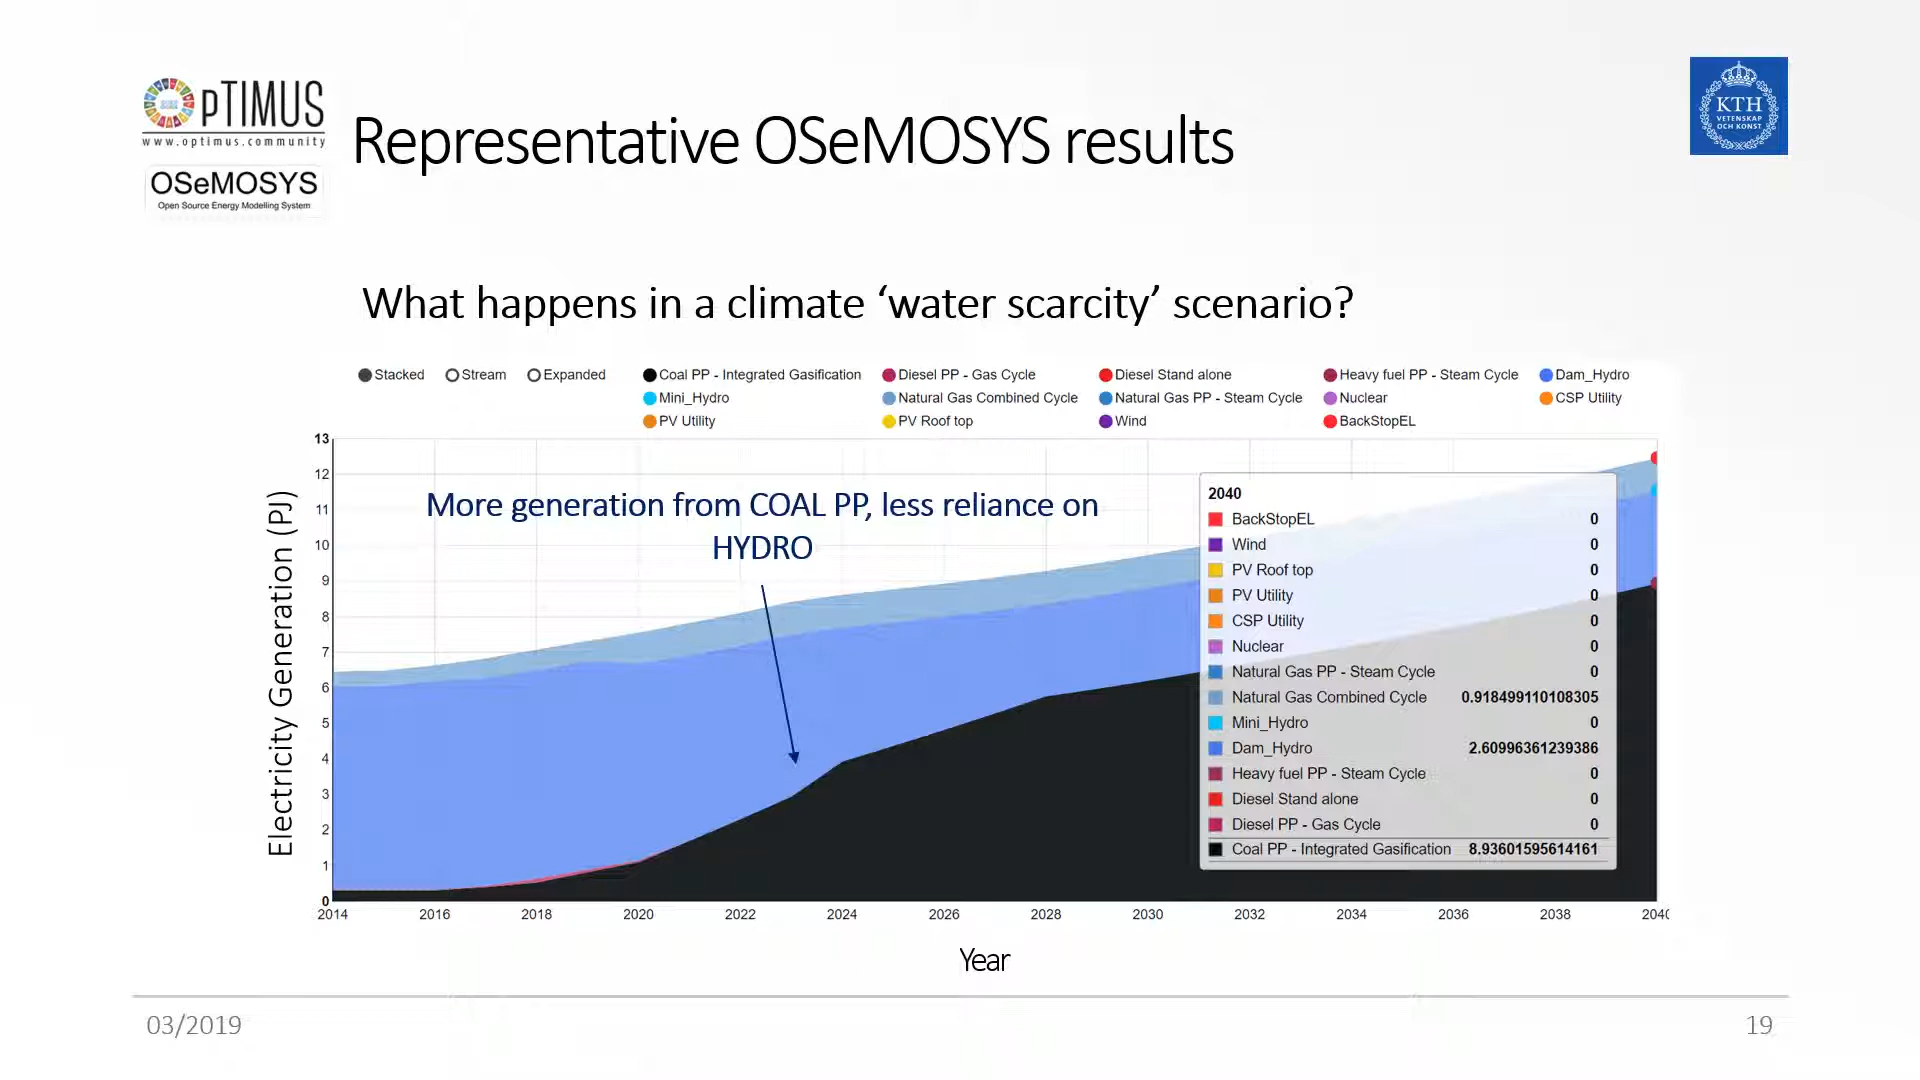 OpTIMUS
www.optimus.community
OSeMOSYS
Open Source Energy Modelling System
Representative OSeMOSYS results
KTH
VETENSKAP
OCH KONST
What happens in a climate ‘water scarcity’ scenario?
Stacked Stream Expanded Coal PP - Integrated Gasification Diesel PP - Gas Cycle Diesel Stand alone Heavy fuel PP - Steam Cycle Dam_Hydro
Mini_Hydro Natural Gas Combined Cycle Natural Gas PP - Steam Cycle Nuclear CSP Utility
PV Utility PV Roof top Wind BackStopEL
Electricity Generation (PJ)
13
12
11
10
9
8
7
6
5
4
3
2
1
0
More generation from COAL PP, less reliance on
HYDRO
2040
BackStopEL 0
Wind 0
PV Roof top 0
PV Utility 0
CSP Utility 0
Nuclear 0
Natural Gas PP - Steam Cycle 0
Natural Gas Combined Cycle 0.918499110108305
Mini_Hydro 0
Dam_Hydro 2.60996361239386
Heavy fuel PP - Steam Cycle 0
Diesel Stand alone 0
Diesel PP - Gas Cycle 0
Coal PP - Integrated Gasification 8.93601595614161
2014 2016 2018 2020 2022 2024 2026 2028 2030 2032 2034 2036 2038 2040
Year
03/2019
19